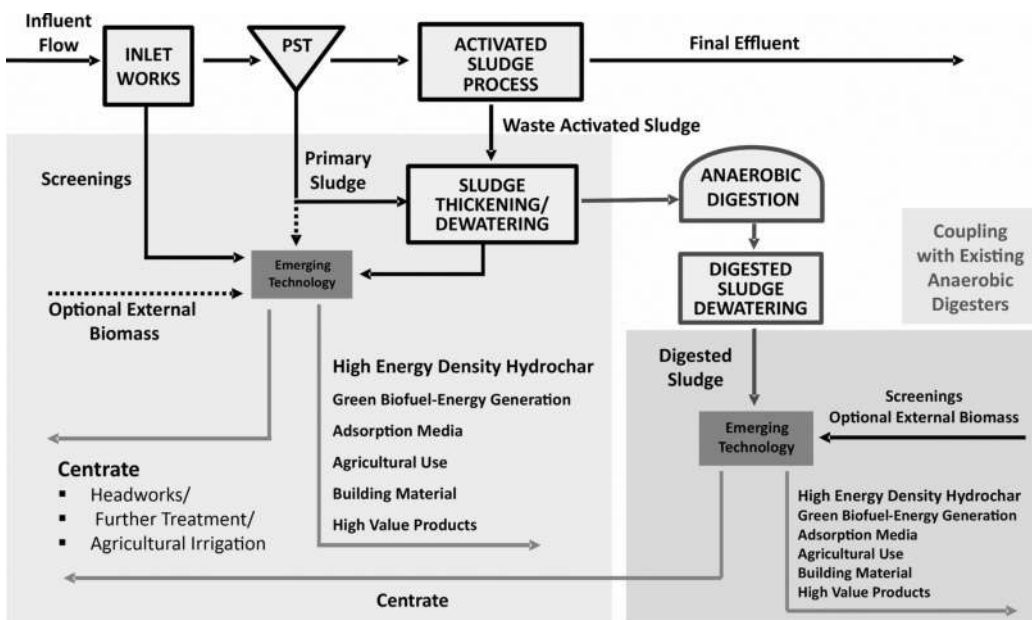 Influent
Flow
INLET
WORKS
PST
ACTIVATED
SLUDGE
PROCESS
Final Effluent
Waste Activated Sludge
Screenings
Primary
Sludge
SLUDGE
THICKENING/
DEWATERING
ANAEROBIC
DIGESTION
Coupling
with Existing
Anaerobic
Digesters
Emerging
Technology
DIGESTED
SLUDGE
DEWATERING
Optional External
Biomass
High Energy Density Hydrochar
Green Biofuel-Energy Generation
Adsorption Media
Agricultural Use
Building Material
High Value Products
Digested
Sludge
Screenings
Optional External Biomass
Emerging
Technology
Centrate
▪ Headworks/
▪ Further Treatment/
▪ Agricultural Irrigation
High Energy Density Hydrochar
Green Biofuel-Energy Generation
Adsorption Media
Agricultural Use
Building Material
High Value Products
Centrate